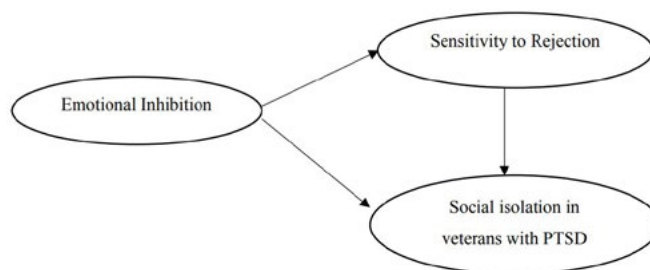 Sensitivity to Rejection
Emotional Inhibition
Social isolation in
veterans with PTSD